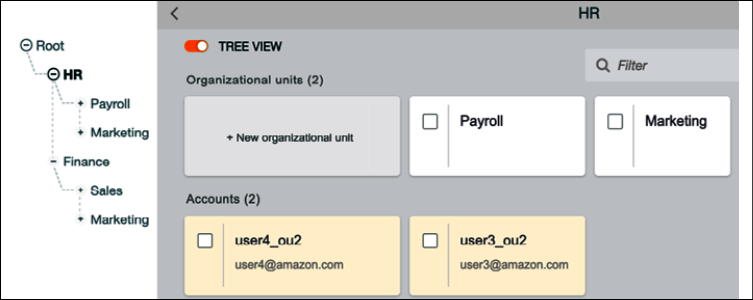 Root
HR
Payroll
Marketing
Finance
Sales
Marketing
HR
TREE VIEW
Filter
Organizational units (2)
+ New organizational unit
Payroll
Marketing
Accounts (2)
user4_ou2
user4@amazon.com
user3_ou2
user3@amazon.com